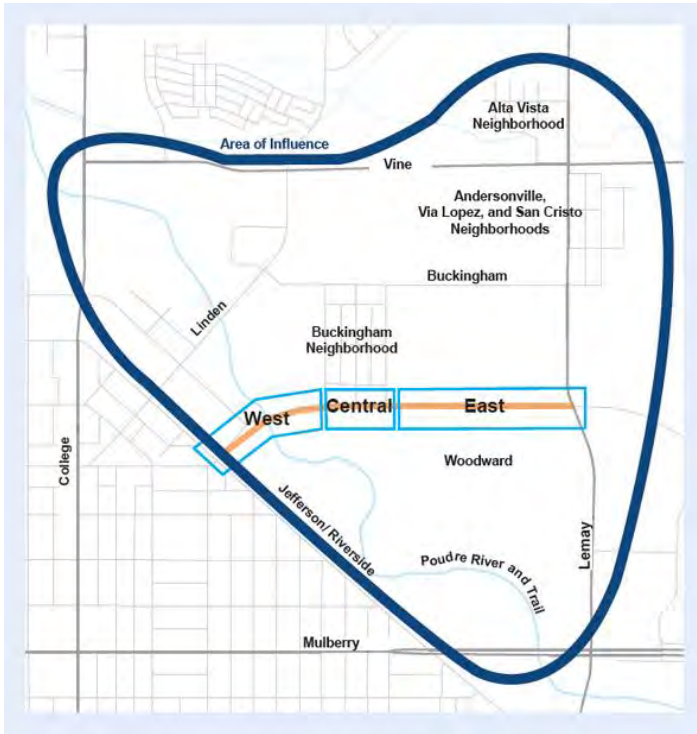 Alta Vista
Neighborhood
Area of Influence
Vine
Andersonville,
Via Lopez, and San Cristo
Neighborhoods
Buckingham
Linden
Buckingham
Neighborhood
West
Central
East
College
Woodward
Jefferson/ Riverside
Lemay
Poudre River and Trail
Mulberry